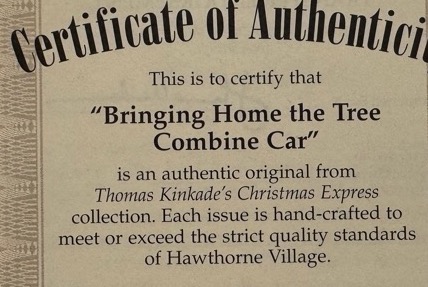 Certificate of Authentici
This is to certify that
“Bringing Home the Tree
Combine Car”
is an authentic original from
Thomas Kinkade's Christmas Express
collection. Each issue is hand-crafted to
meet or exceed the strict quality standards
of Hawthorne Village.